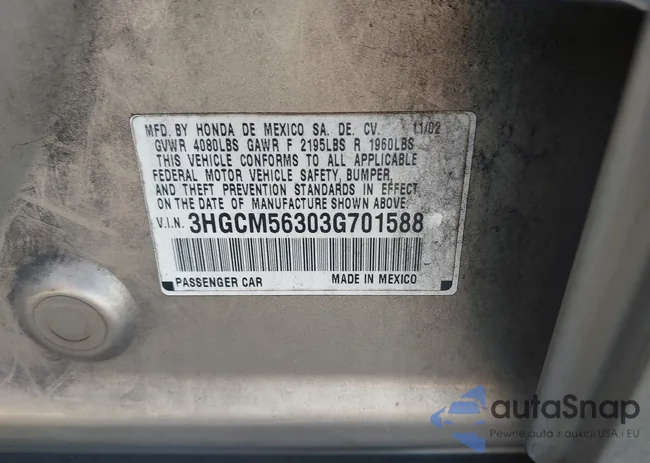 MFD. BY HONDA DE MEXICO SA. DE. CV. 11/02
GVWR 4080LBS GAWR F 2195LBS R 1960LBS
THIS VEHICLE CONFORMS TO ALL APPLICABLE
FEDERAL MOTOR VEHICLE SAFETY, BUMPER,
AND THEFT PREVENTION STANDARDS IN EFFECT
ON THE DATE OF MANUFACTURE SHOWN ABOVE.
V.I.N. 3HGCM56303G701588
PASSENGER CAR MADE IN MEXICO
autaSnap
Pewne auta z aukcji USA i EU